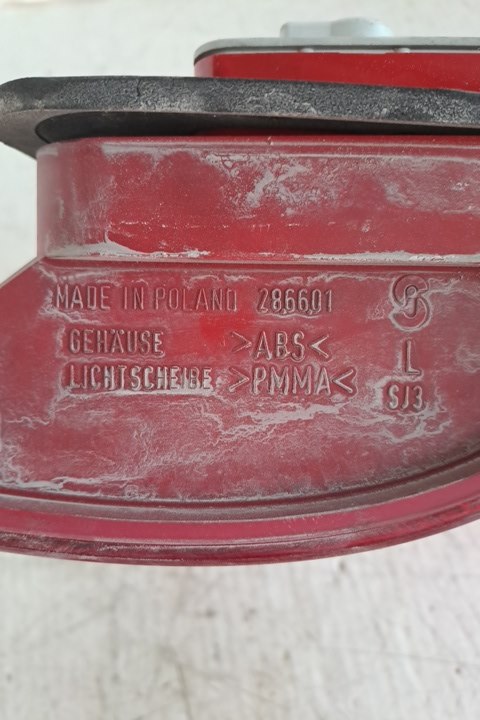 MADE IN POLAND 286601
GEHÄUSE >ABS<
LICHTSCHEIBE >PMMA<
L
SJ3